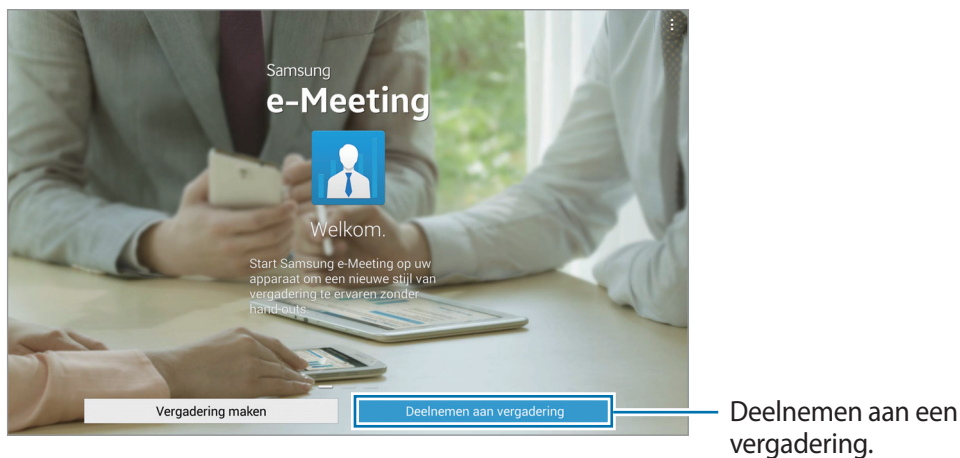 Samsung
e-Meeting
Welkom.
Start Samsung e-Meeting op uw
apparaat om een nieuwe stijl van
vergadering te ervaren zonder
hand-outs
Vergadering maken
Deelnemen aan vergadering
Deelnemen aan een
vergadering.